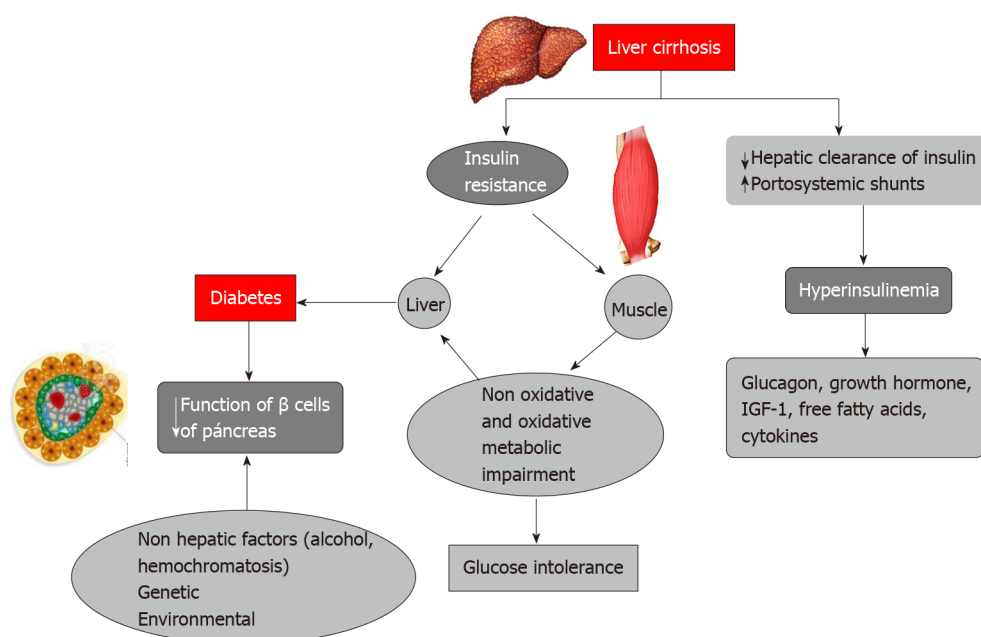 Liver cirrhosis
Insulin
resistance
↓Hepatic clearance of insulin
↑Portosystemic shunts
Diabetes
Liver
Muscle
Hyperinsulinemia
↓Function of β cells
of páncreas
Non oxidative
and oxidative
metabolic
impairment
Glucagon, growth hormone,
IGF-1, free fatty acids,
cytokines
Non hepatic factors (alcohol,
hemochromatosis)
Genetic
Environmental
Glucose intolerance